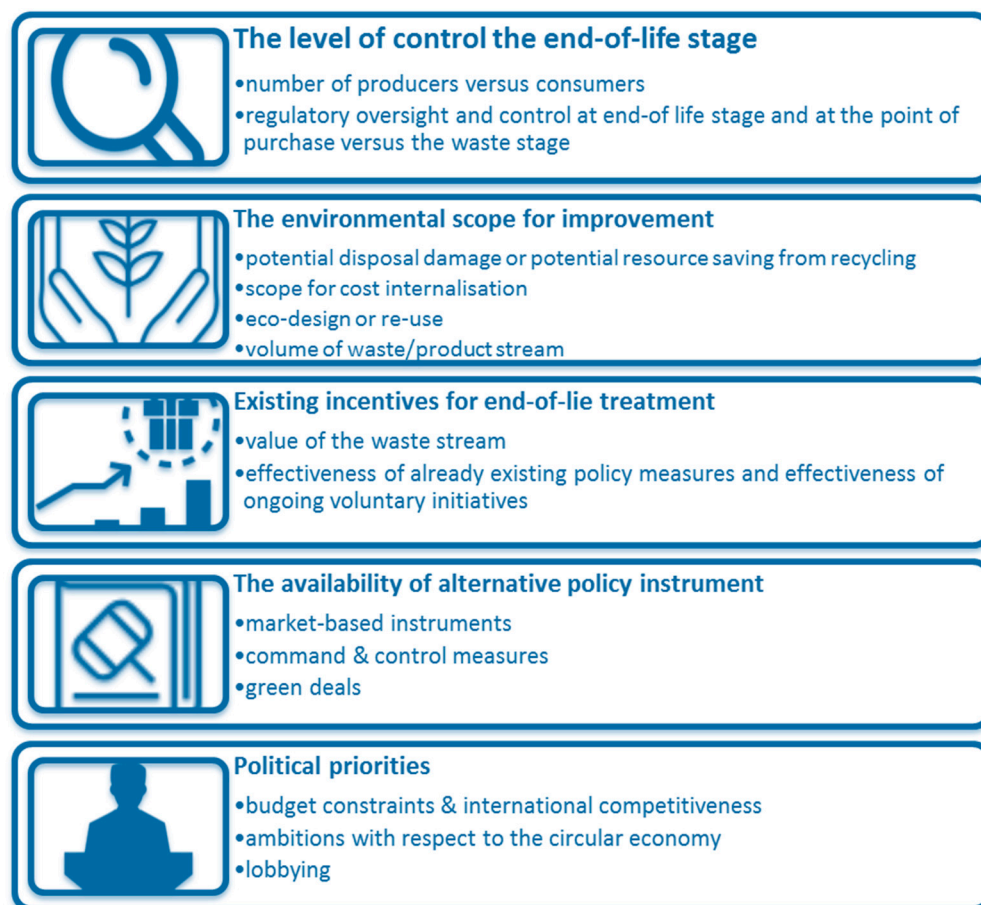 The level of control the end-of-life stage
•number of producers versus consumers
•regulatory oversight and control at end-of life stage and at the point of
purchase versus the waste stage
The environmental scope for improvement
•potential disposal damage or potential resource saving from recycling
•scope for cost internalisation
•eco-design or re-use
•volume of waste/product stream
Existing incentives for end-of-lie treatment
•value of the waste stream
•effectiveness of already existing policy measures and effectiveness of
ongoing voluntary initiatives
The availability of alternative policy instrument
•market-based instruments
•command & control measures
•green deals
Political priorities
•budget constraints & international competitiveness
•ambitions with respect to the circular economy
•lobbying